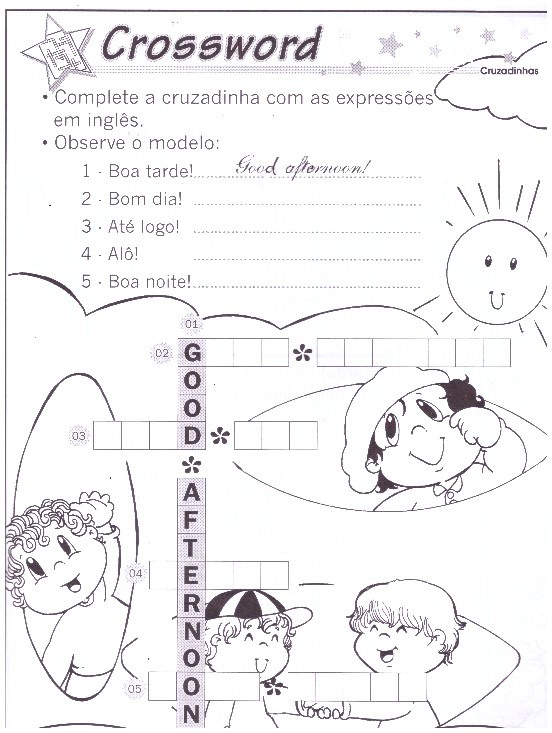 Crossword
Cruzadinhas
• Complete a cruzadinha com as expressões
em inglês.
• Observe o modelo:
1 - Boa tarde! Good afternoon!
2 - Bom dia!
3 - Até logo!
4 - Alô!
5 - Boa noite!
01
02
G
O
O
03
D
A
F
T
04
E
R
N
O
05
O
N
Good